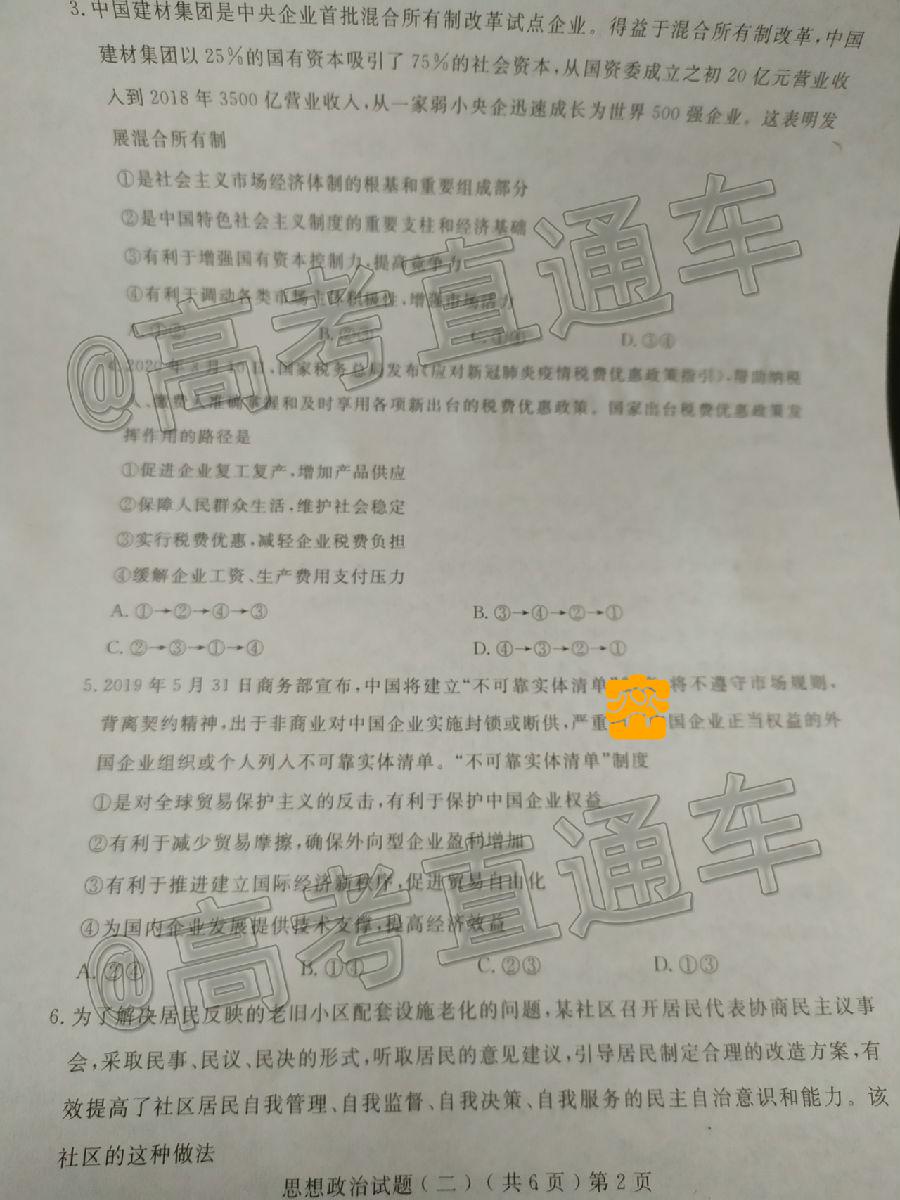 3.中国建材集团是中央企业首批混合所有制改革试点企业。得益于混合所有制改革,中国
建材集团以25%的国有资本吸引了75%的社会资本,从国资委成立之初20亿元营业收
入到2018年3500亿营业收入,从一家弱小央企迅速成长为世界500强企业。这表明发
展混合所有制
①是社会主义市场经济体制的根基和重要组成部分
②是中国特色社会主义制度的重要支柱和经济基础
③有利于增强国有资本控制力,提高竞争力
④有利于调动各类市场主体积极性,增强市场活力
A.①② B.②③ C.①④ D.③④
4.2020年 月10日,国家税务总局发布《应对新冠肺炎疫情税费优惠政策指引》,帮助纳税
人、缴费人准确掌握和及时享用各项新出台的税费优惠政策。国家出台税费优惠政策发
挥作用的路径是
①促进企业复工复产,增加产品供应
②保障人民群众生活,维护社会稳定
③实行税费优惠,减轻企业税费负担
④缓解企业工资、生产费用支付压力
A.①→②→④→③ B.③→④→②→①
C.②→③→①→④ D.④→③→②→①
5.2019年5月31日商务部宣布,中国将建立“不可靠实体清单 将不遵守市场规则、
背离契约精神,出于非商业对中国企业实施封锁或断供,严重 国企业正当权益的外
国企业组织或个人列入不可靠实体清单。“不可靠实体清单”制度
①是对全球贸易保护主义的反击,有利于保护中国企业权益
②有利于减少贸易摩擦,确保外向型企业盈利增加
③有利于推进建立国际经济新秩序,促进贸易自由化
④为国内企业发展提供技术支撑,提高经济效益
A.②④ B.①④ C.②③ D.①③
6.为了解决居民反映的老旧小区配套设施老化的问题,某社区召开居民代表协商民主议事
会,采取民事、民议、民决的形式,听取居民的意见建议,引导居民制定合理的改造方案,有
效提高了社区居民自我管理、自我监督、自我决策、自我服务的民主自治意识和能力。该
社区的这种做法
思想政治试题(二)(共6页)第2页
@高考直通车
@高考直通车